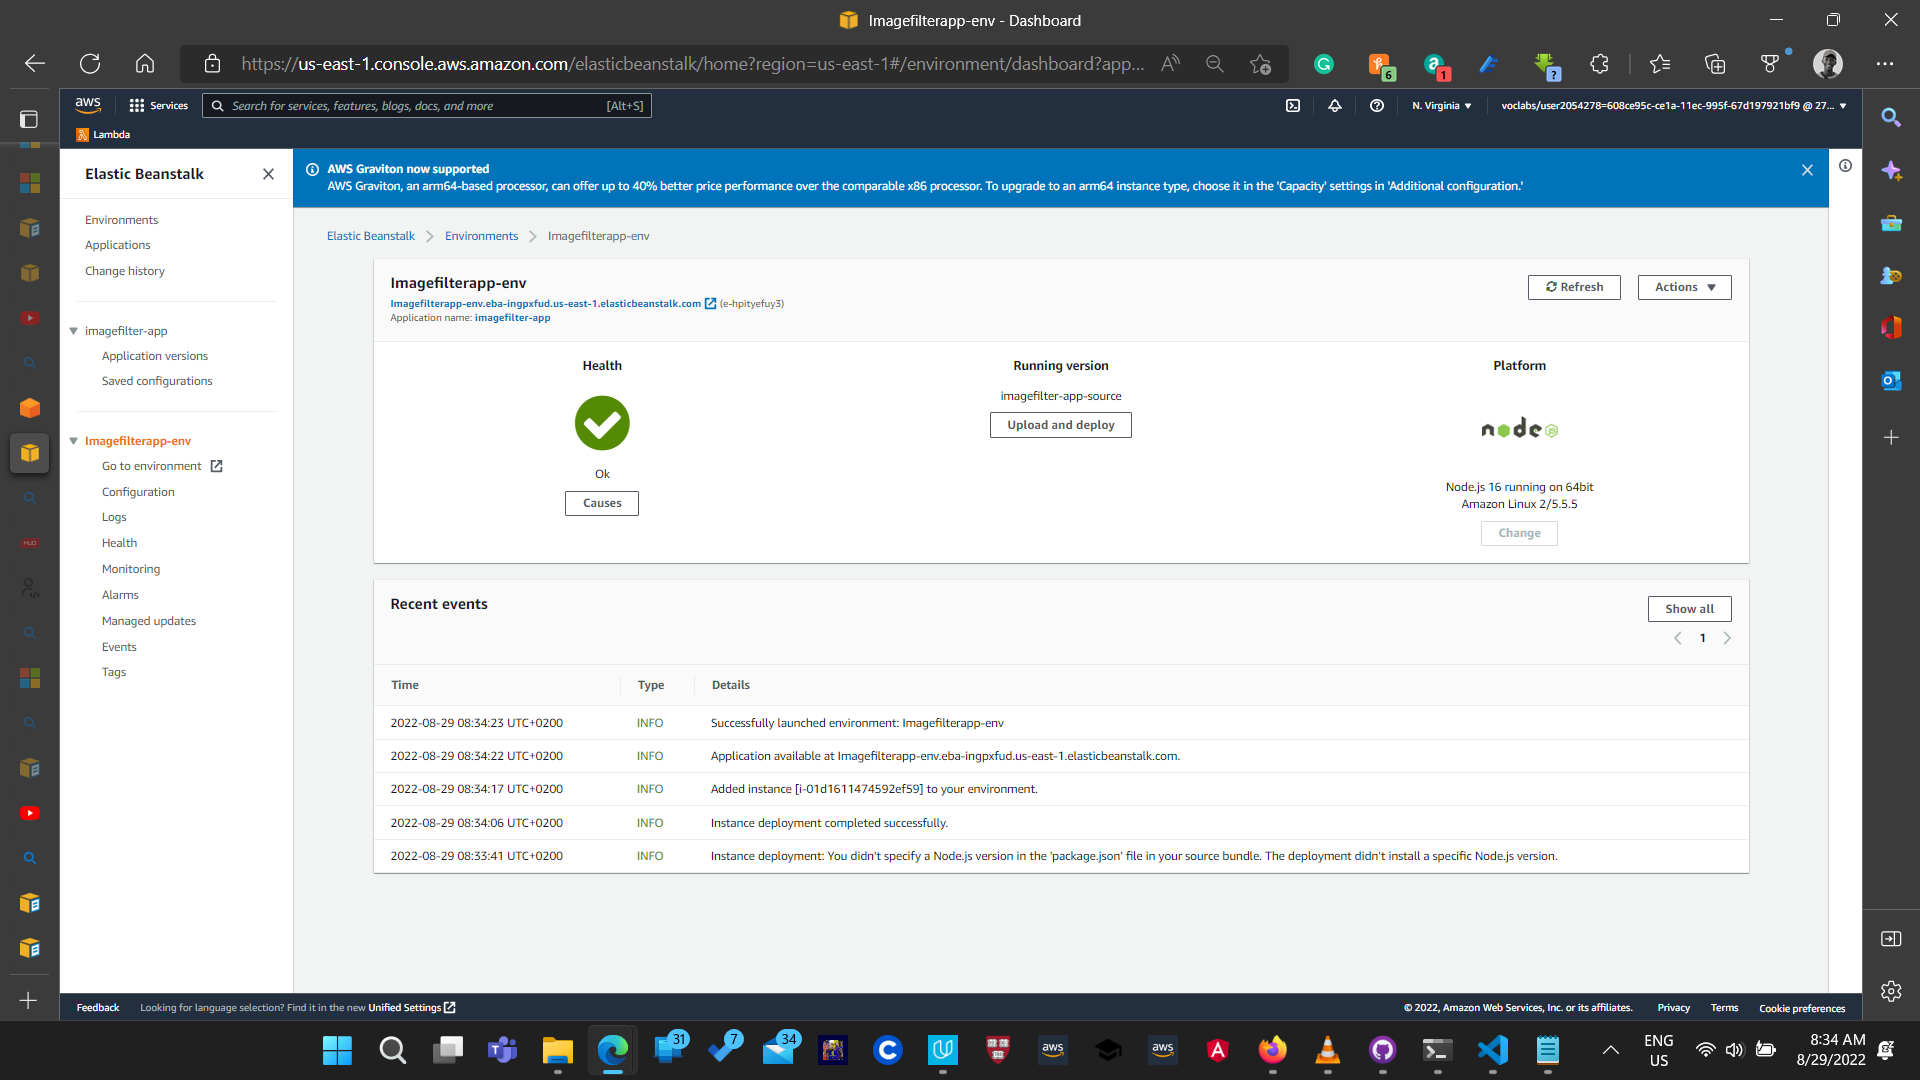 Imagefilterapp-env - Dashboard
https://us-east-1.console.aws.amazon.com/elasticbeanstalk/home?region=us-east-1#/environment/dashboard?app...
6
1
?
aws
Services
Search for services, features, blogs, docs, and more
[Alt+S]
N. Virginia
voclabs/user2054278=608ce95c-ce1a-11ec-995f-67d197921bf9 @ 27...
Lambda
Elastic Beanstalk
Environments
Applications
Change history
imagefilter-app
Application versions
Saved configurations
Imagefilterapp-env
Go to environment
Configuration
Logs
Health
Monitoring
Alarms
Managed updates
Events
Tags
AWS Graviton now supported
AWS Graviton, an arm64-based processor, can offer up to 40% better price performance over the comparable x86 processor. To upgrade to an arm64 instance type, choose it in the 'Capacity' settings in 'Additional configuration.'
Elastic Beanstalk
Environments
Imagefilterapp-env
Imagefilterapp-env
Imagefilterapp-env.eba-ingpxfud.us-east-1.elasticbeanstalk.com (e-hpityefuy3)
Application name: imagefilter-app
Refresh
Actions
Health
Ok
Causes
Running version
imagefilter-app-source
Upload and deploy
Platform
node JS
Node.js 16 running on 64bit
Amazon Linux 2/5.5.5
Change
Recent events
Show all
1
Time Type Details
2022-08-29 08:34:23 UTC+0200 INFO Successfully launched environment: Imagefilterapp-env
2022-08-29 08:34:22 UTC+0200 INFO Application available at Imagefilterapp-env.eba-ingpxfud.us-east-1.elasticbeanstalk.com.
2022-08-29 08:34:17 UTC+0200 INFO Added instance [i-01d1611474592ef59] to your environment.
2022-08-29 08:34:06 UTC+0200 INFO Instance deployment completed successfully.
2022-08-29 08:33:41 UTC+0200 INFO Instance deployment: You didn't specify a Node.js version in the 'package.json' file in your source bundle. The deployment didn't install a specific Node.js version.
Feedback
Looking for language selection? Find it in the new Unified Settings
© 2022, Amazon Web Services, Inc. or its affiliates.
Privacy
Terms
Cookie preferences
31
7
34
aws
aws
ENG
US
8:34 AM
8/29/2022